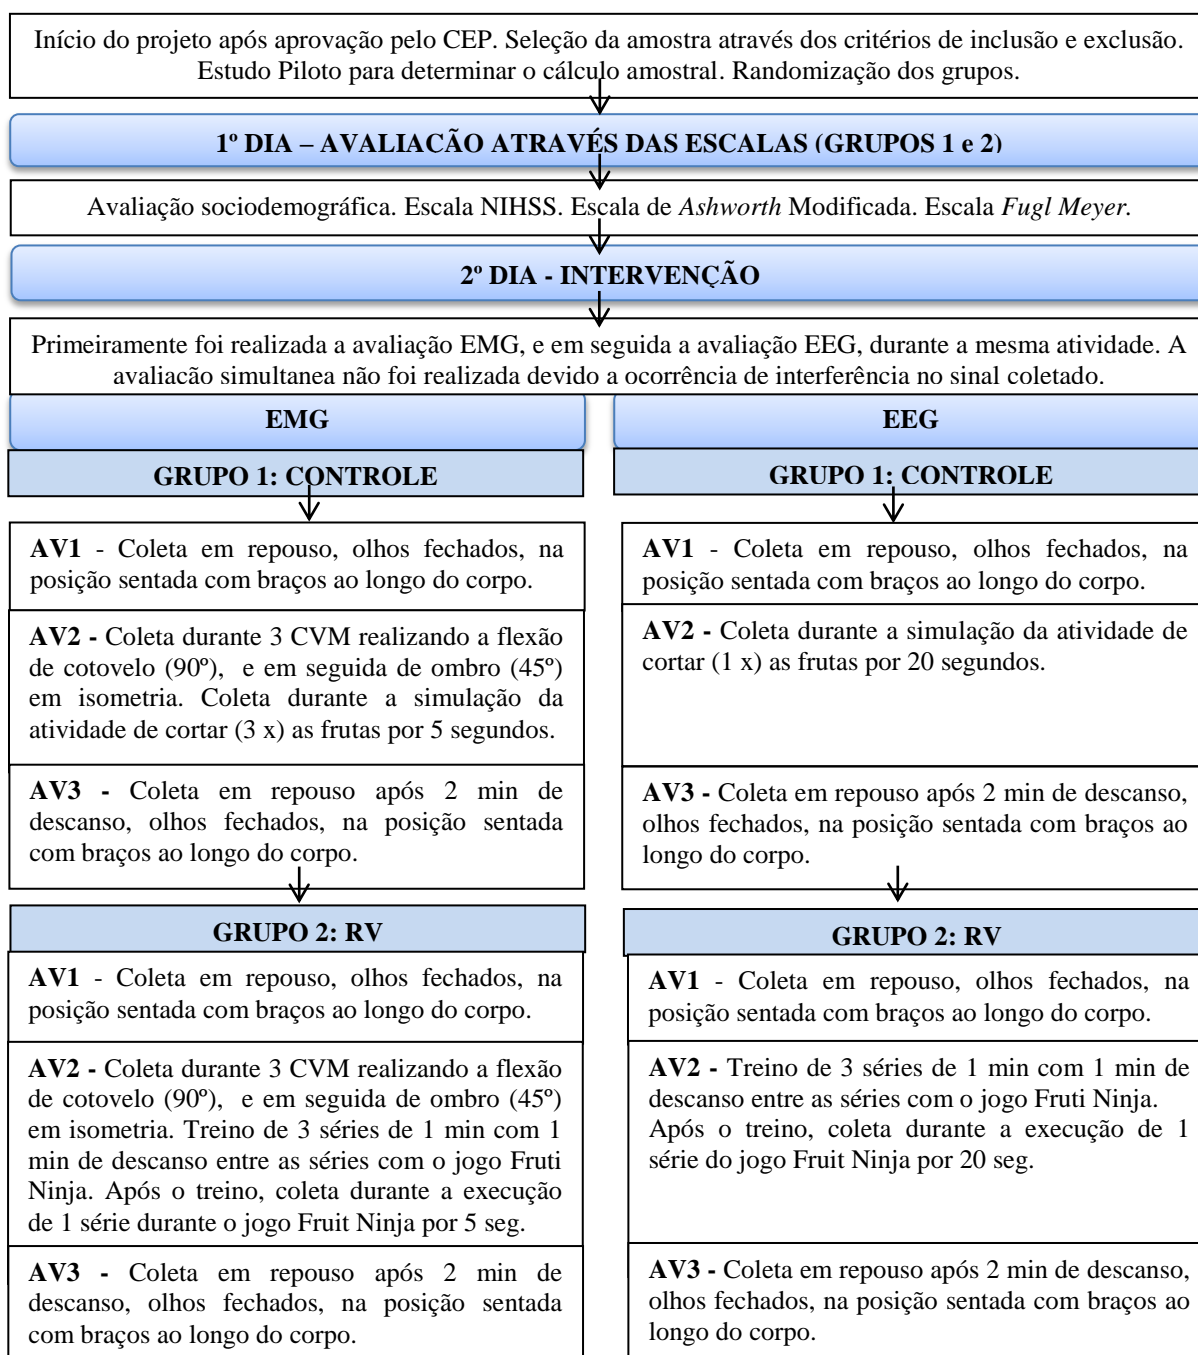 Início do projeto após aprovação pelo CEP. Seleção da amostra através dos critérios de inclusão e exclusão.
Estudo Piloto para determinar o cálculo amostral. Randomização dos grupos.
1º DIA – AVALIACÃO ATRAVÉS DAS ESCALAS (GRUPOS 1 e 2)
Avaliação sociodemográfica. Escala NIHSS. Escala de Ashworth Modificada. Escala Fugl Meyer.
2º DIA - INTERVENÇÃO
Primeiramente foi realizada a avaliação EMG, e em seguida a avaliação EEG, durante a mesma atividade. A
avaliacão simultanea não foi realizada devido a ocorrência de interferência no sinal coletado.
EMG
GRUPO 1: CONTROLE
AV1 - Coleta em repouso, olhos fechados, na
posição sentada com braços ao longo do corpo.
AV2 - Coleta durante 3 CVM realizando a flexão
de cotovelo (90º), e em seguida de ombro (45º)
em isometria. Coleta durante a simulação da
atividade de cortar (3 x) as frutas por 5 segundos.
AV3 - Coleta em repouso após 2 min de
descanso, olhos fechados, na posição sentada
com braços ao longo do corpo.
GRUPO 2: RV
AV1 - Coleta em repouso, olhos fechados, na
posição sentada com braços ao longo do corpo.
AV2 - Coleta durante 3 CVM realizando a flexão
de cotovelo (90º), e em seguida de ombro (45º)
em isometria. Treino de 3 séries de 1 min com 1
min de descanso entre as séries com o jogo Fruti
Ninja. Após o treino, coleta durante a execução
de 1 série durante o jogo Fruit Ninja por 5 seg.
AV3 - Coleta em repouso após 2 min de
descanso, olhos fechados, na posição sentada
com braços ao longo do corpo.
EEG
GRUPO 1: CONTROLE
AV1 - Coleta em repouso, olhos fechados, na
posição sentada com braços ao longo do corpo.
AV2 - Coleta durante a simulação da atividade de
cortar (1 x) as frutas por 20 segundos.
AV3 - Coleta em repouso após 2 min de descanso,
olhos fechados, na posição sentada com braços ao
longo do corpo.
GRUPO 2: RV
AV1 - Coleta em repouso, olhos fechados, na
posição sentada com braços ao longo do corpo.
AV2 - Treino de 3 séries de 1 min com 1 min de
descanso entre as séries com o jogo Fruti Ninja.
Após o treino, coleta durante a execução de 1
série do jogo Fruit Ninja por 20 seg.
AV3 - Coleta em repouso após 2 min de descanso,
olhos fechados, na posição sentada com braços ao
longo do corpo.